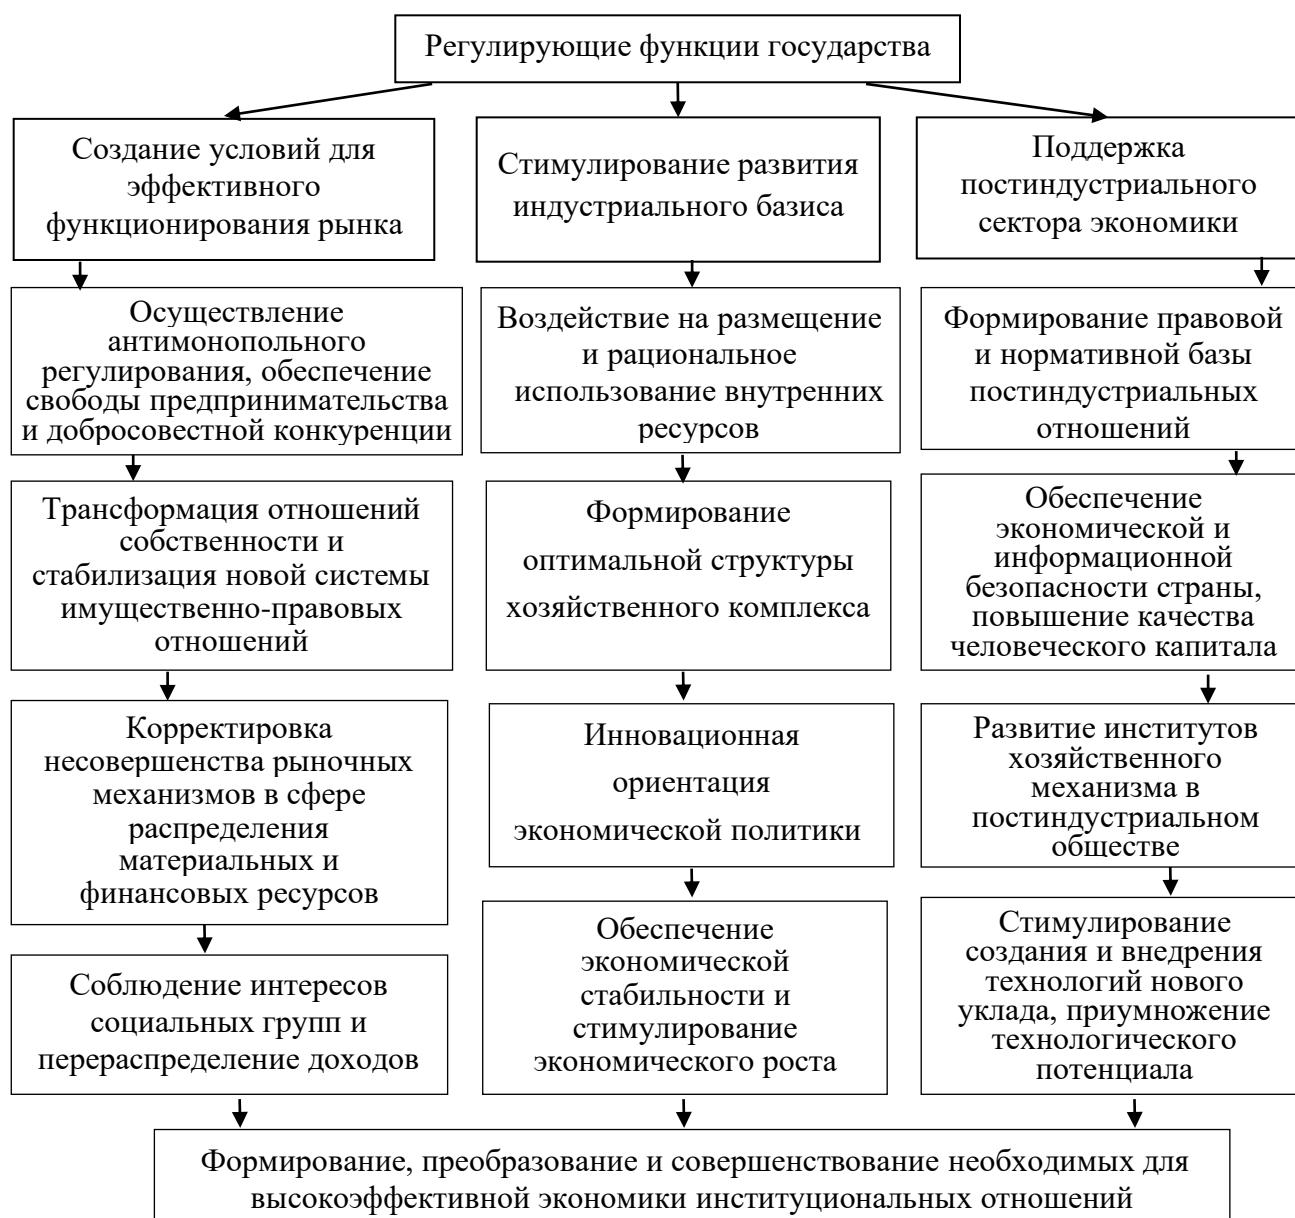 Регулирующие функции государства
Создание условий для
эффективного
функционирования рынка
Стимулирование развития
индустриального базиса
Поддержка
постиндустриального
сектора экономики
Осуществление
антимонопольного
регулирования, обеспечение
свободы предпринимательства
и добросовестной конкуренции
Воздействие на размещение
и рациональное
использование внутренних
ресурсов
Формирование правовой
и нормативной базы
постиндустриальных
отношений
Трансформация отношений
собственности и
стабилизация новой системы
имущественно-правовых
отношений
Формирование
оптимальной структуры
хозяйственного комплекса
Обеспечение
экономической и
информационной
безопасности страны,
повышение качества
человеческого капитала
Корректировка
несовершенства рыночных
механизмов в сфере
распределения
материальных и
финансовых ресурсов
Инновационная
ориентация
экономической политики
Развитие институтов
хозяйственного
механизма в
постиндустриальном
обществе
Соблюдение интересов
социальных групп и
перераспределение доходов
Обеспечение
экономической
стабильности и
стимулирование
экономического роста
Стимулирование
создания и внедрения
технологий нового
уклада, приумножение
технологического
потенциала
Формирование, преобразование и совершенствование необходимых для
высокоэффективной экономики институциональных отношений